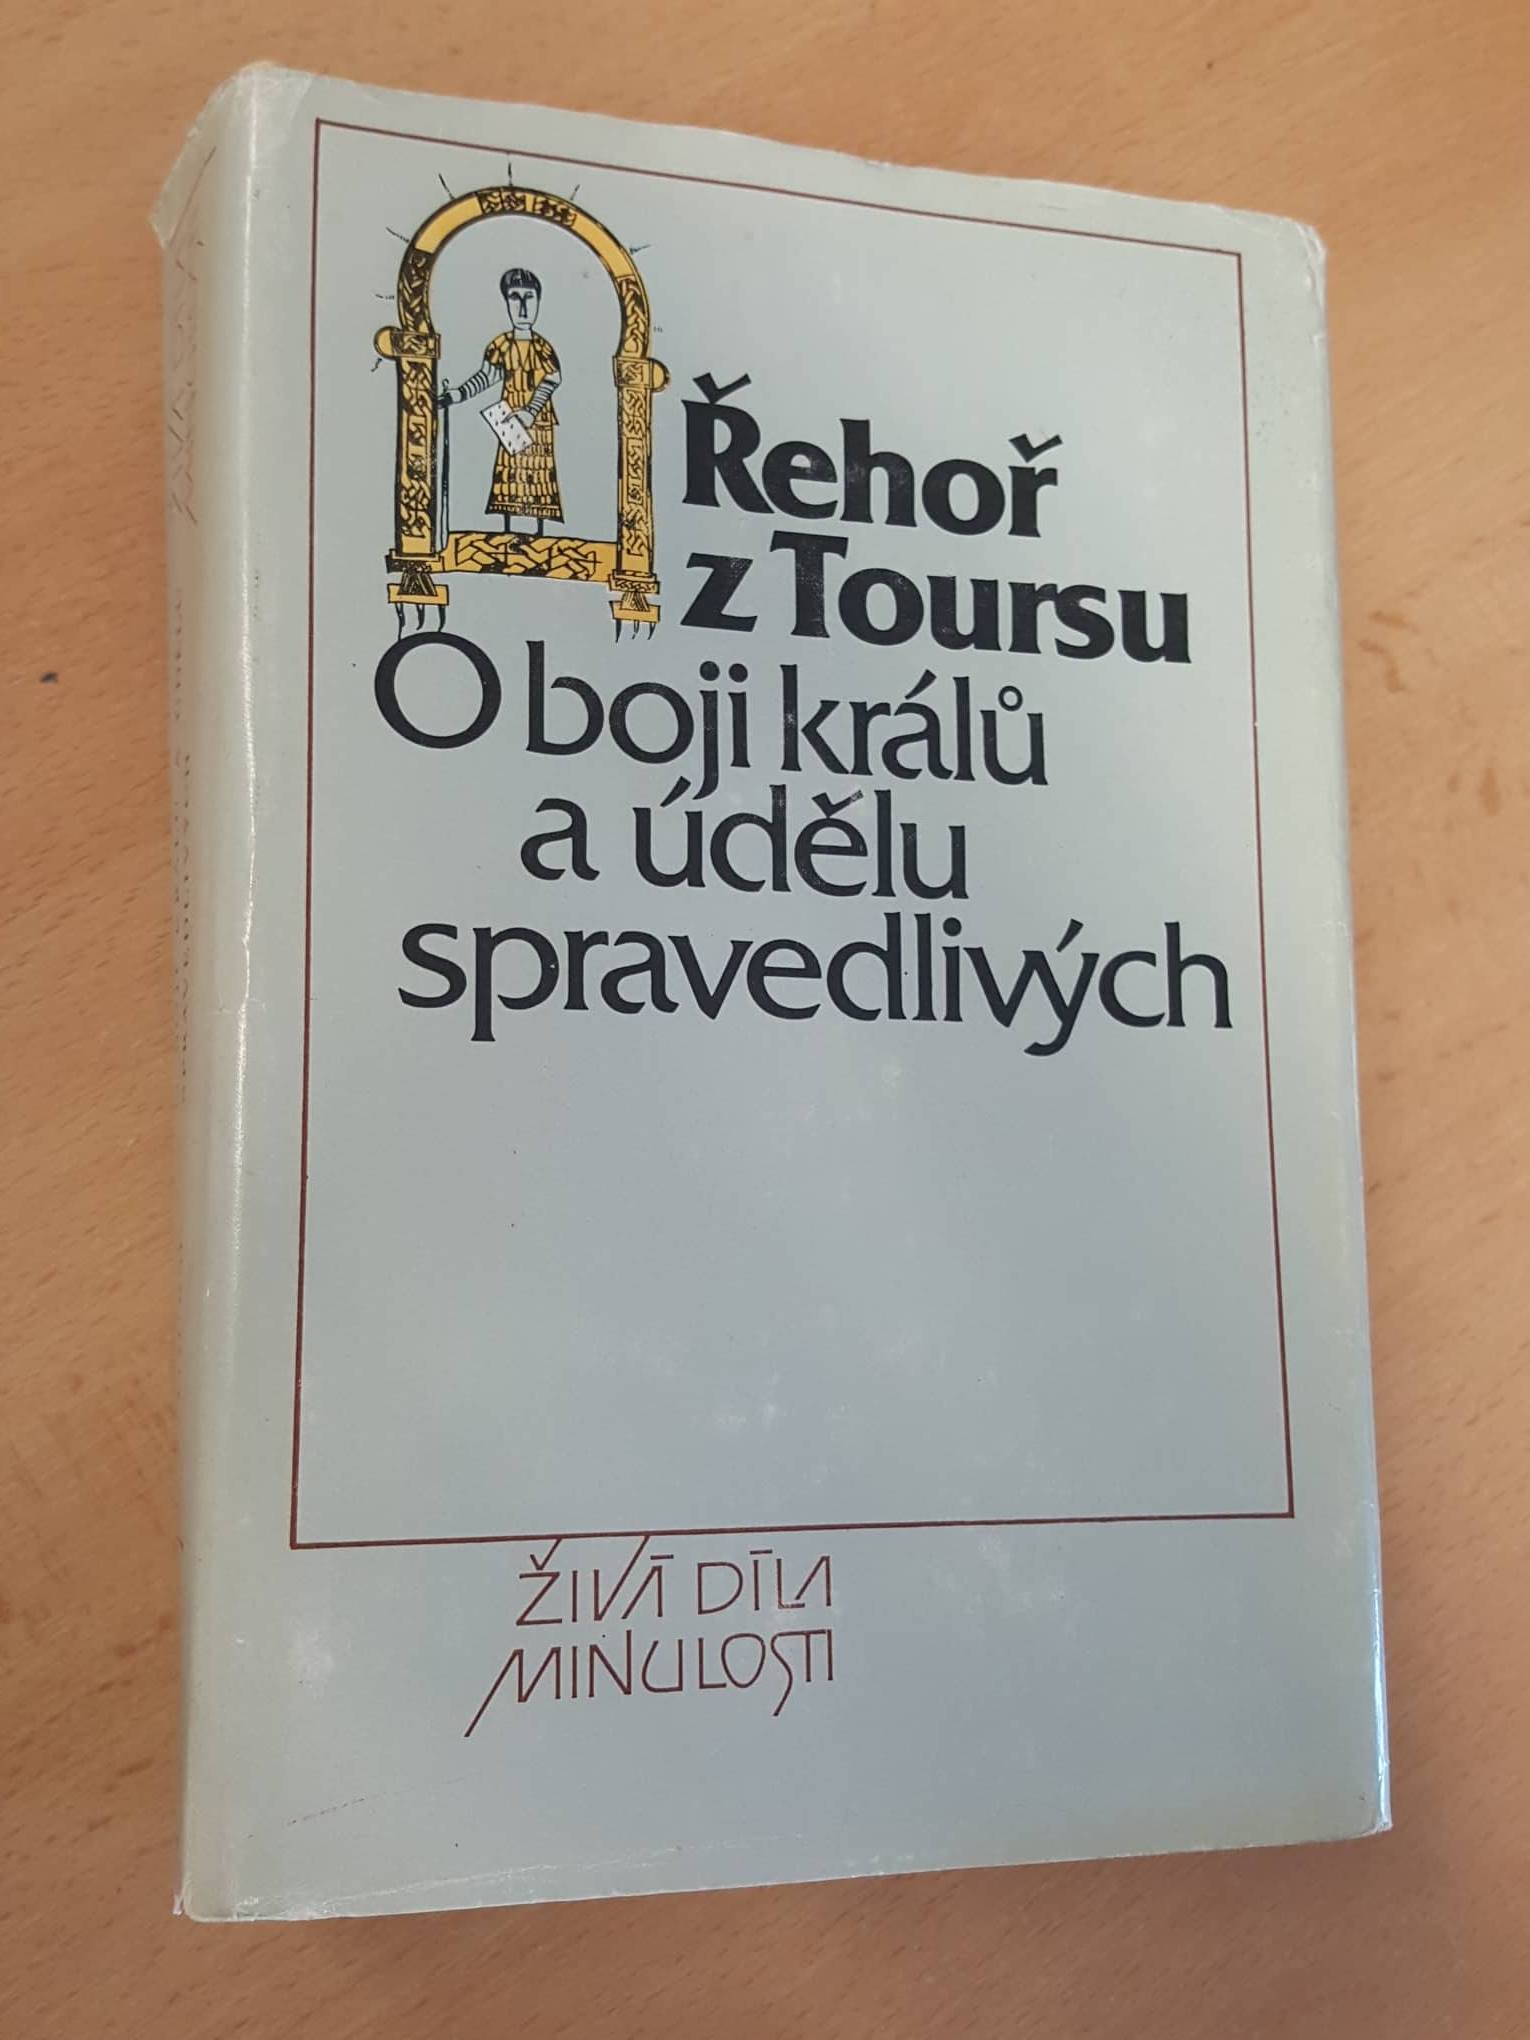 Řehoř
z Toursu
O boji králů
a údělu
spravedlivých
ŽIVÁ DÍLA
MINULOSTI